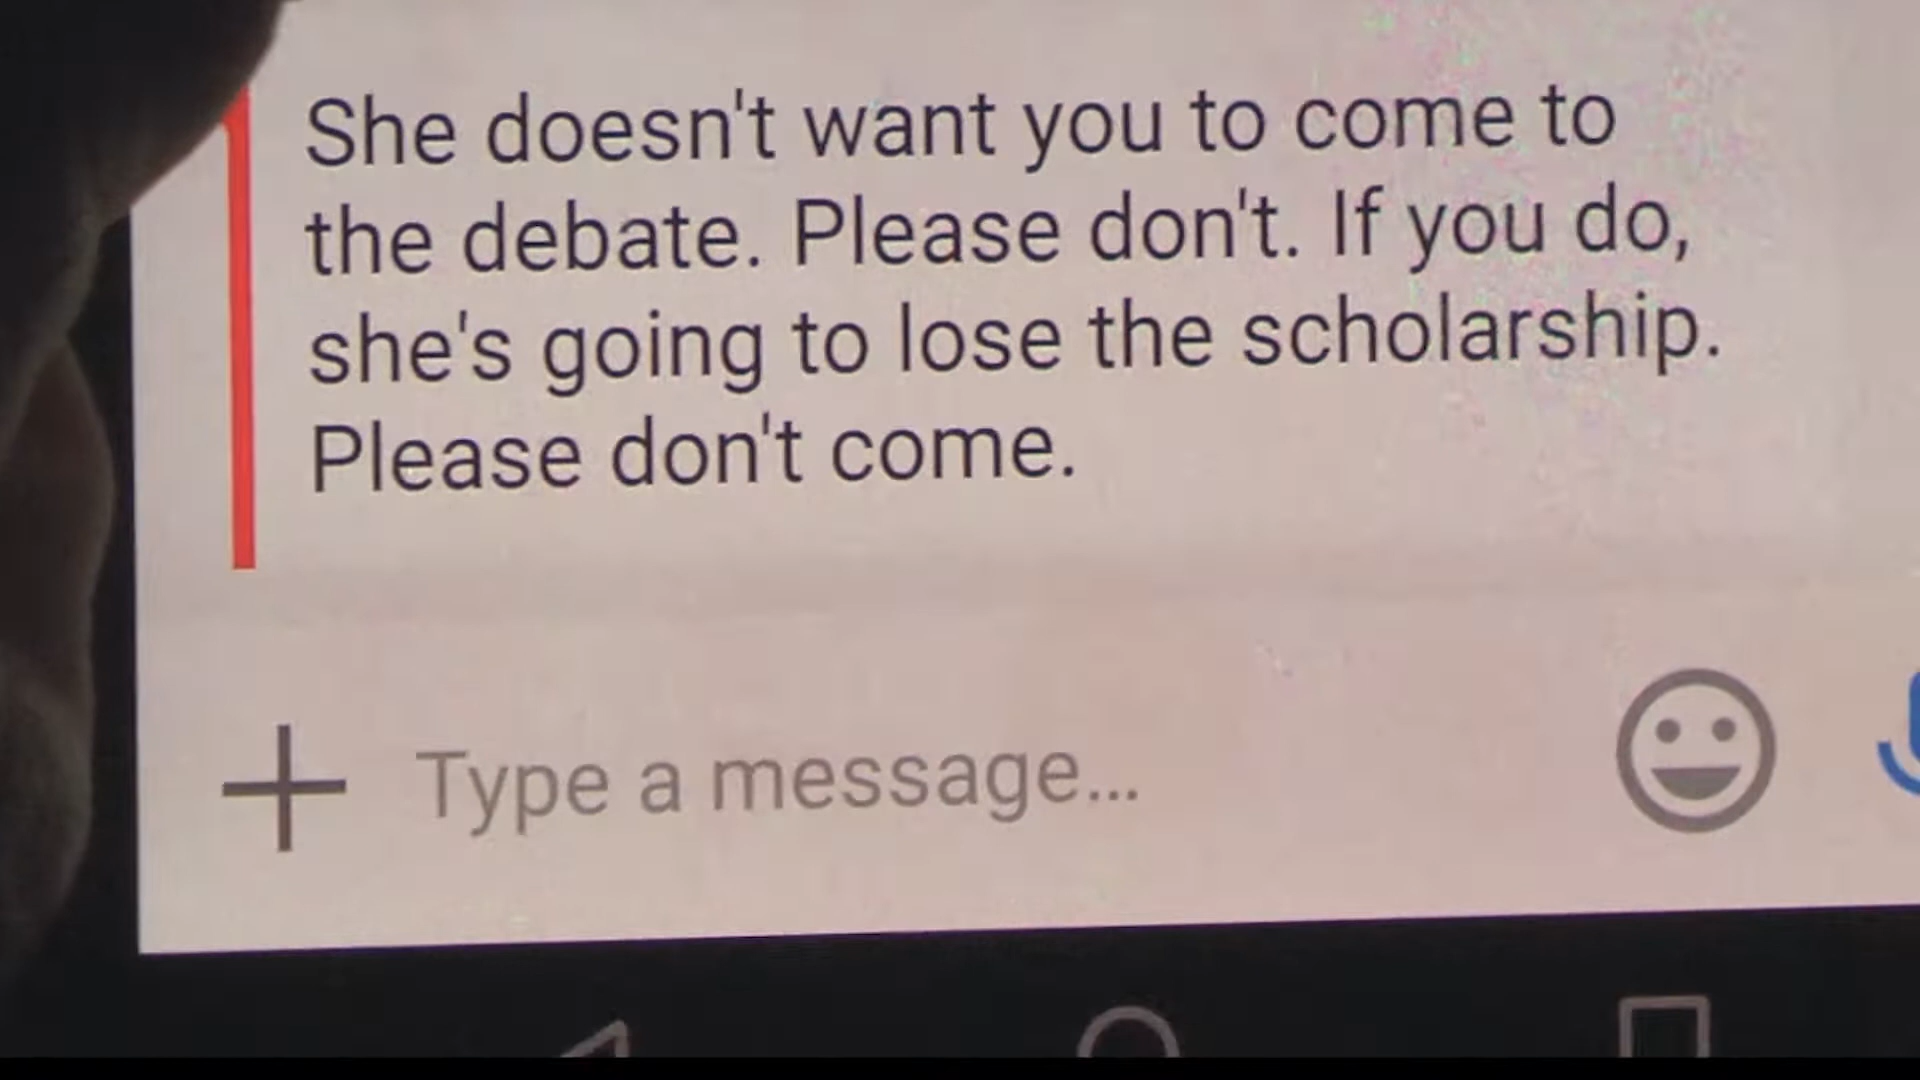 She doesn't want you to come to
the debate. Please don't. If you do,
she's going to lose the scholarship.
Please don't come.
Type a message...